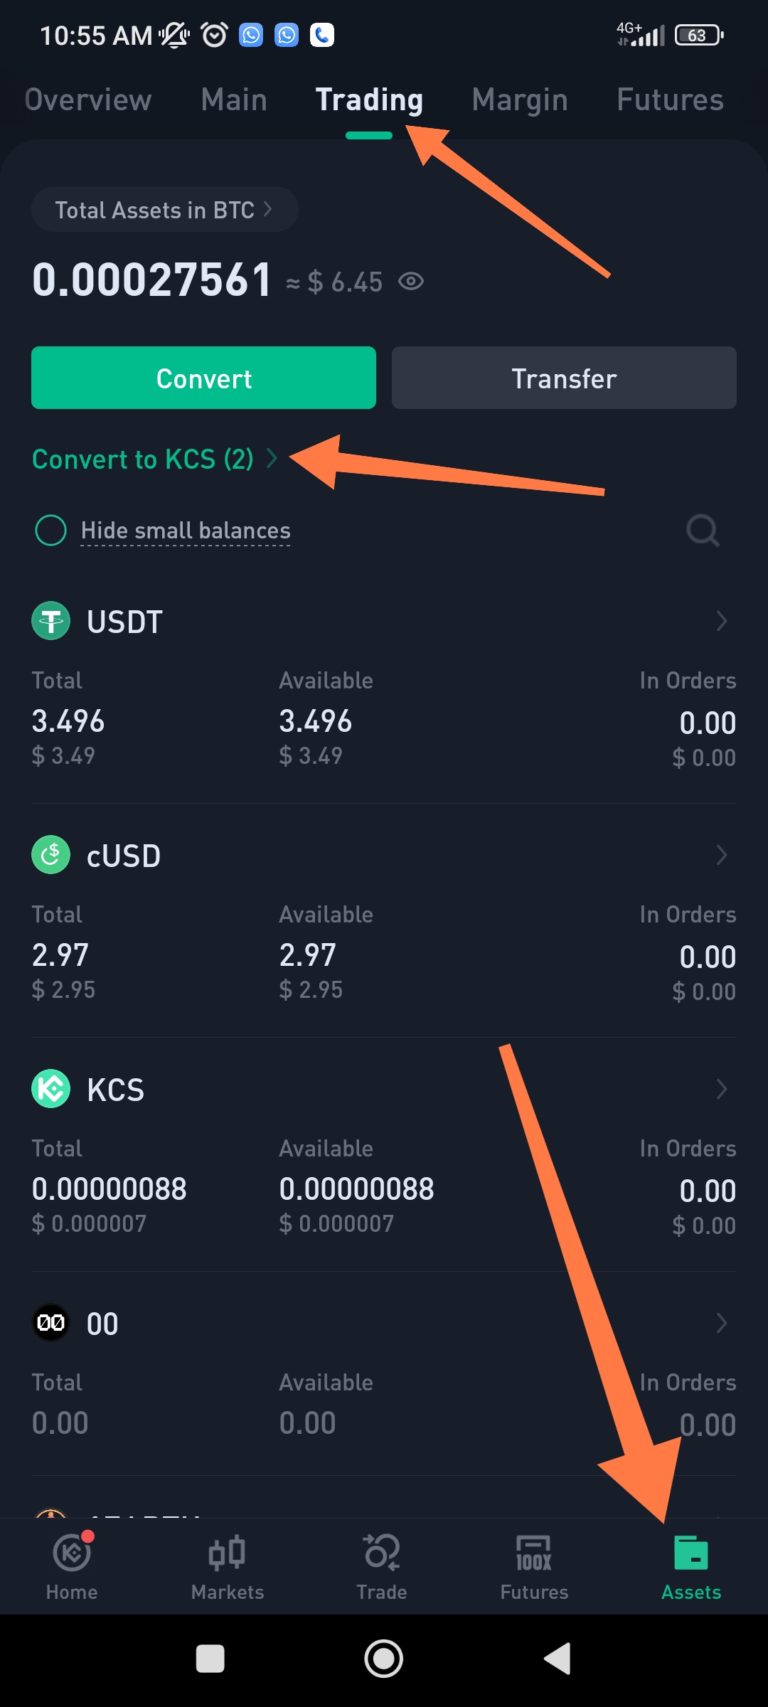 10:55 AM 4G+ 63
Overview Main Trading Margin Futures
Total Assets in BTC
0.00027561 ≈ $ 6.45
Convert Transfer
Convert to KCS (2)
Hide small balances
USDT
Total Available In Orders
3.496 3.496 0.00
$ 3.49 $ 3.49 $ 0.00
cUSD
Total Available In Orders
2.97 2.97 0.00
$ 2.95 $ 2.95 $ 0.00
KCS
Total Available In Orders
0.00000088 0.00000088 0.00
$ 0.000007 $ 0.000007 $ 0.00
00 00
Total Available In Orders
0.00 0.00 0.00
100X
Home Markets Trade Futures Assets